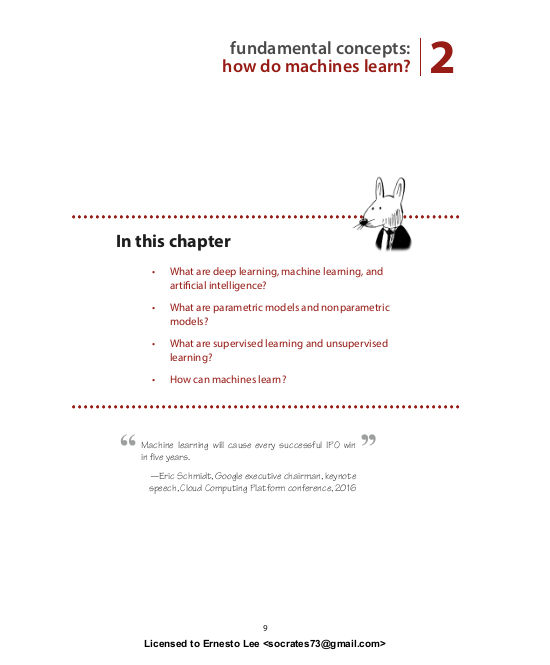 fundamental concepts:
how do machines learn?
2
In this chapter
• What are deep learning, machine learning, and
artificial intelligence?
• What are parametric models and nonparametric
models?
• What are supervised learning and unsupervised
learning?
• How can machines learn?
“ Machine learning will cause every successful IPO win ”
in five years.
—Eric Schmidt, Google executive chairman, keynote
speech, Cloud Computing Platform conference, 2016
9
Licensed to Ernesto Lee <socrates73@gmail.com>